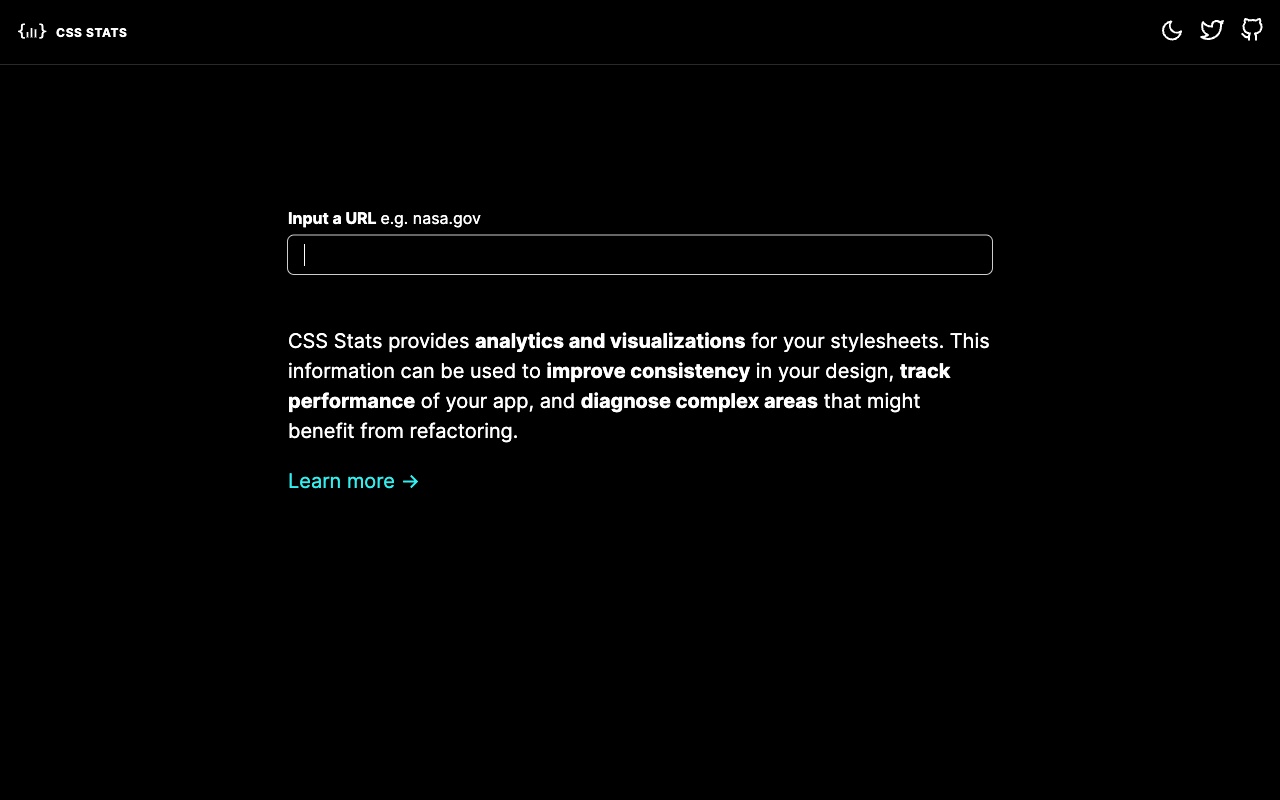 CSS STATS
Input a URL e.g. nasa.gov
CSS Stats provides analytics and visualizations for your stylesheets. This
information can be used to improve consistency in your design, track
performance of your app, and diagnose complex areas that might
benefit from refactoring.
Learn more →